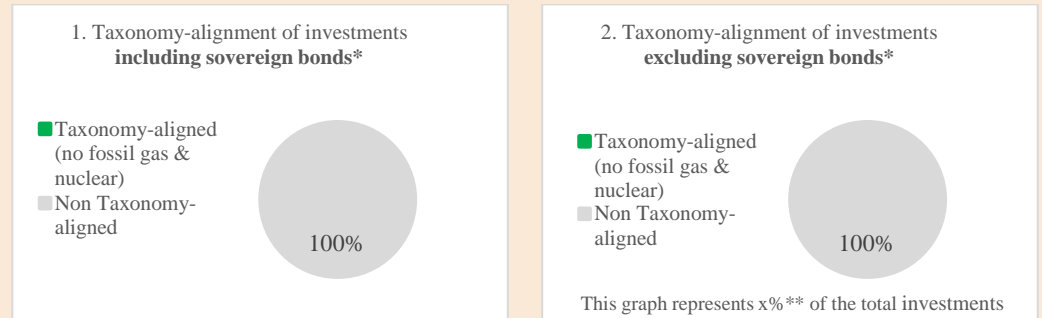 1. Taxonomy-alignment of investments
including sovereign bonds*
Taxonomy-aligned
(no fossil gas &
nuclear)
Non Taxonomy-
aligned
100%
2. Taxonomy-alignment of investments
excluding sovereign bonds*
Taxonomy-aligned
(no fossil gas &
nuclear)
Non Taxonomy-
aligned
100%
This graph represents x%** of the total investments